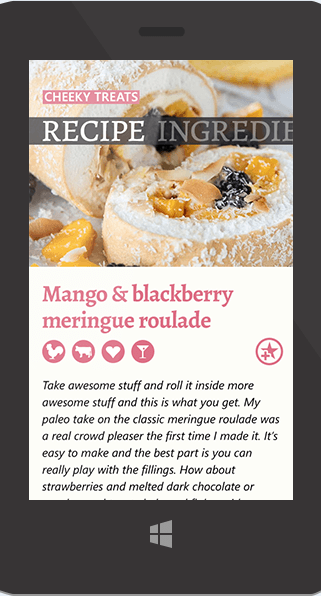 CHEEKY TREATS
RECIPE INGREDIE
Mango & blackberry
meringue roulade
Take awesome stuff and roll it inside more
awesome stuff and this is what you get. My
paleo take on the classic meringue roulade was
a real crowd pleaser the first time I made it. It's
easy to make and the best part is you can
really play with the fillings. How about
strawberries and melted dark chocolate or